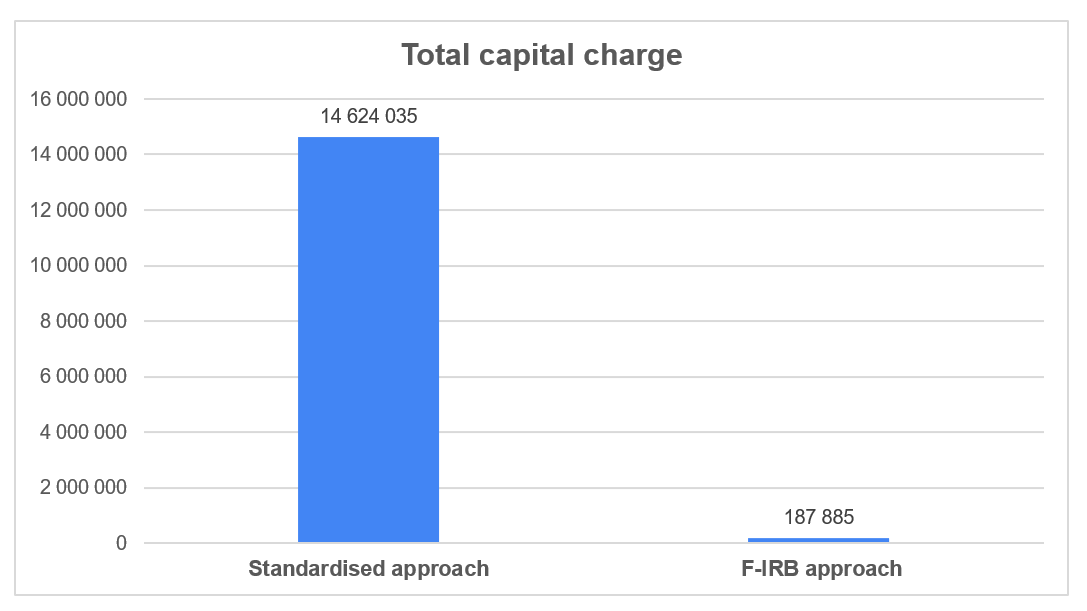 Total capital charge
16 000 000
14 624 035
14 000 000
12 000 000
10 000 000
8 000 000
6 000 000
4 000 000
2 000 000
187 885
0
Standardised approach
F-IRB approach